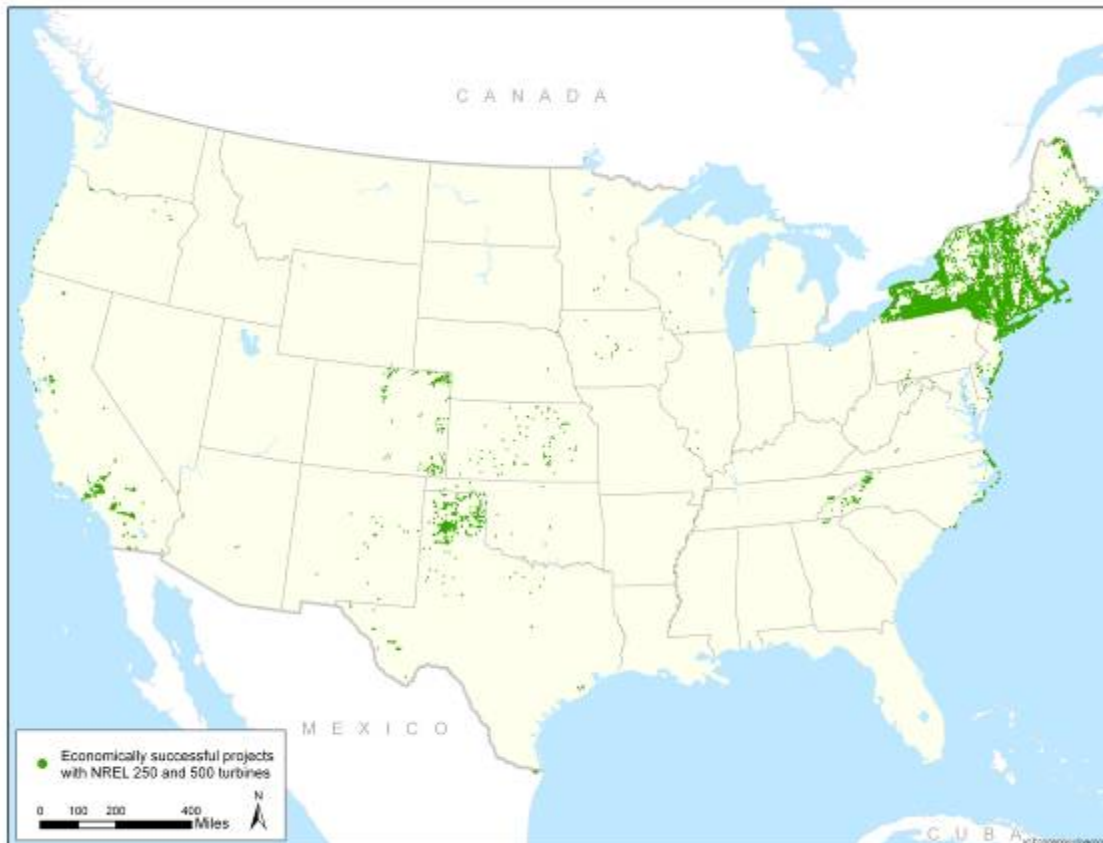 CANADA
MEXICO
Economically successful projects
with NREL 250 and 500 turbines
N
0 100 200 400
Miles
CUBA